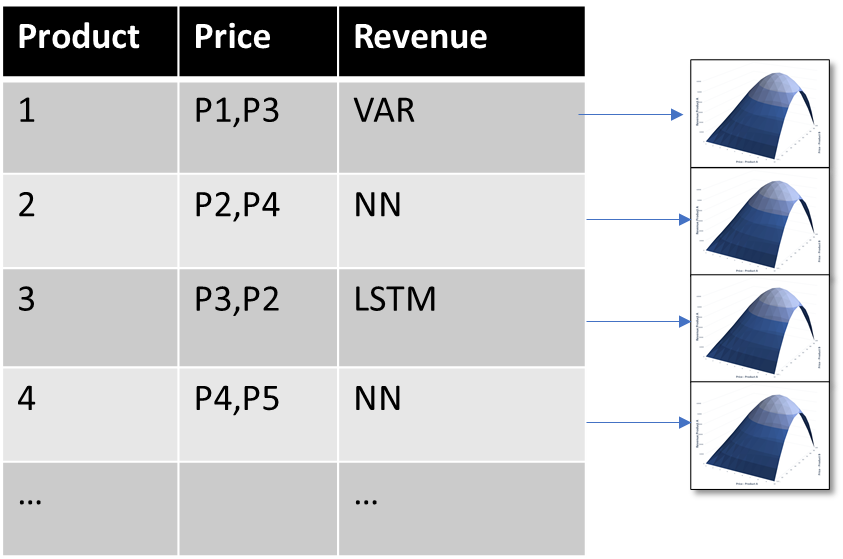 Product Price Revenue
1 P1,P3 VAR
2 P2,P4 NN
3 P3,P2 LSTM
4 P4,P5 NN
... ...